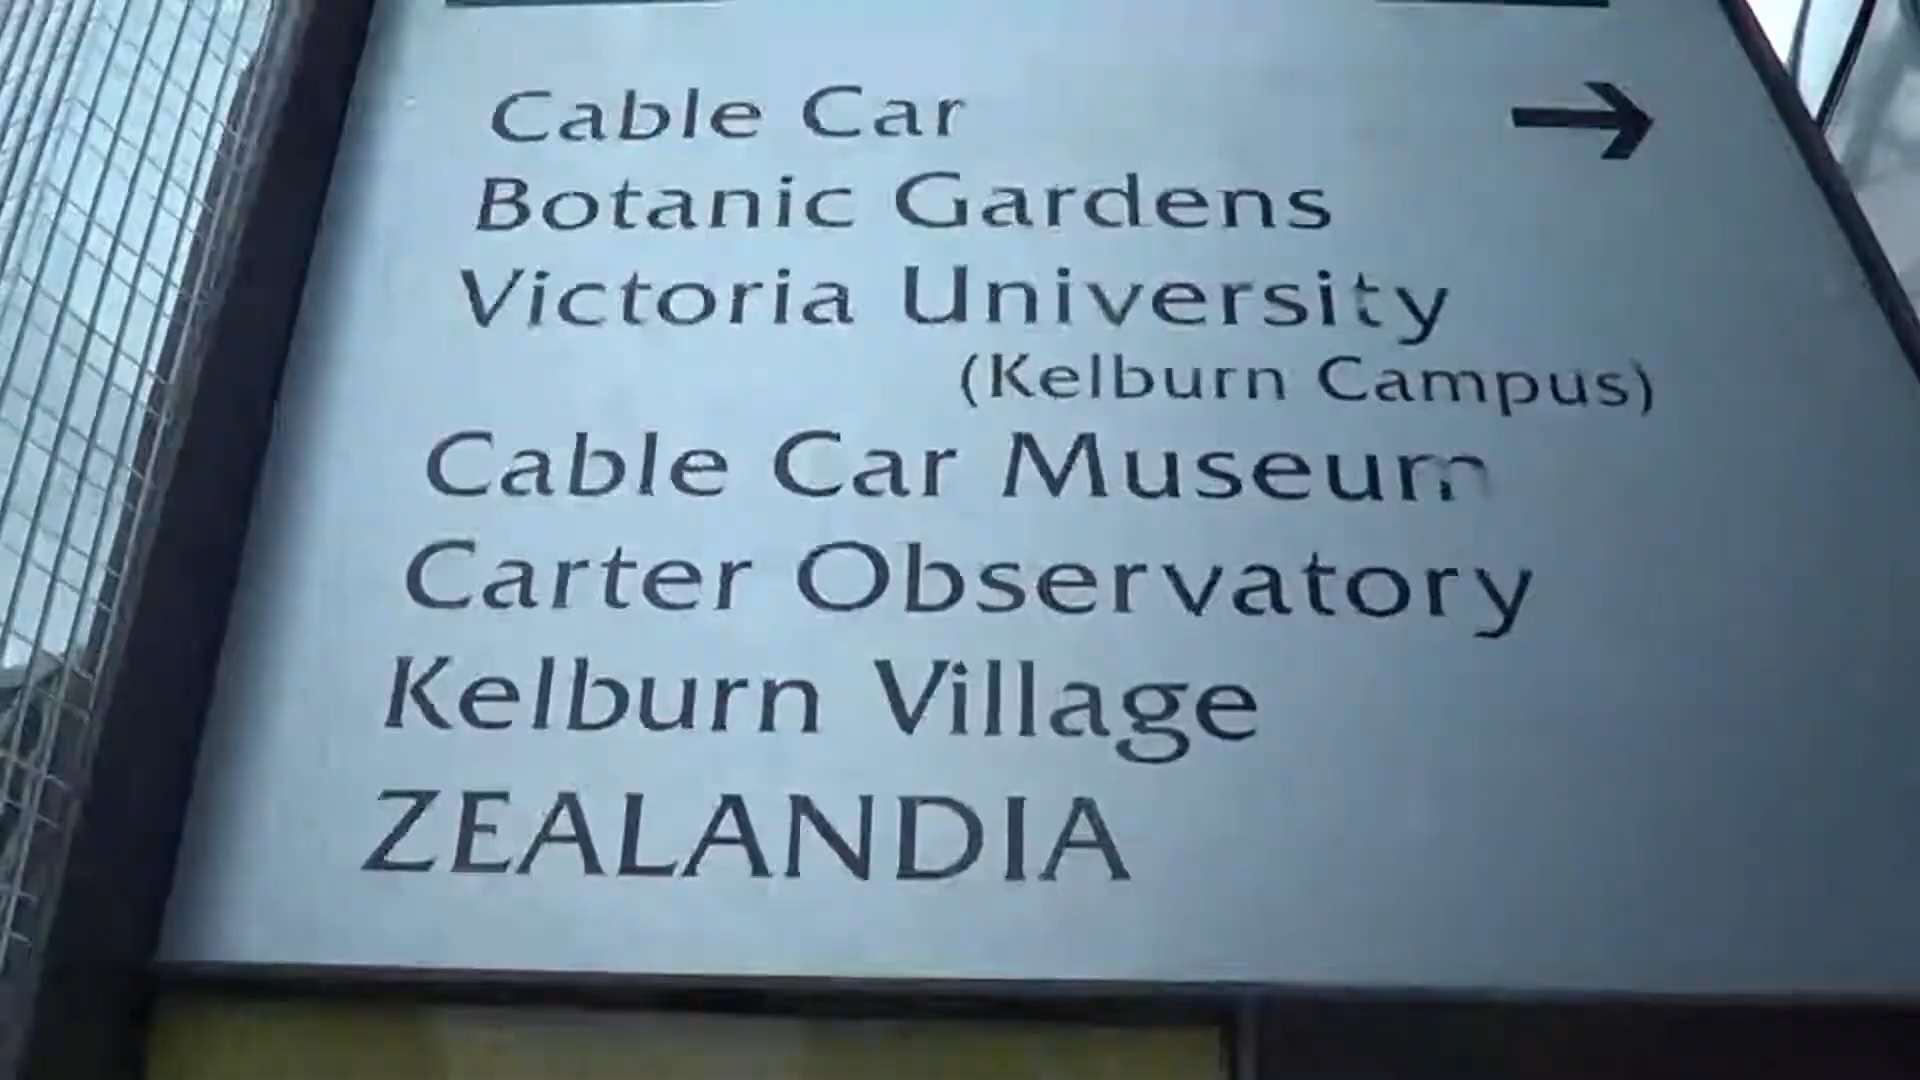 Cable Car
Botanic Gardens
Victoria University
(Kelburn Campus)
Cable Car Museum
Carter Observatory
Kelburn Village
ZEALANDIA